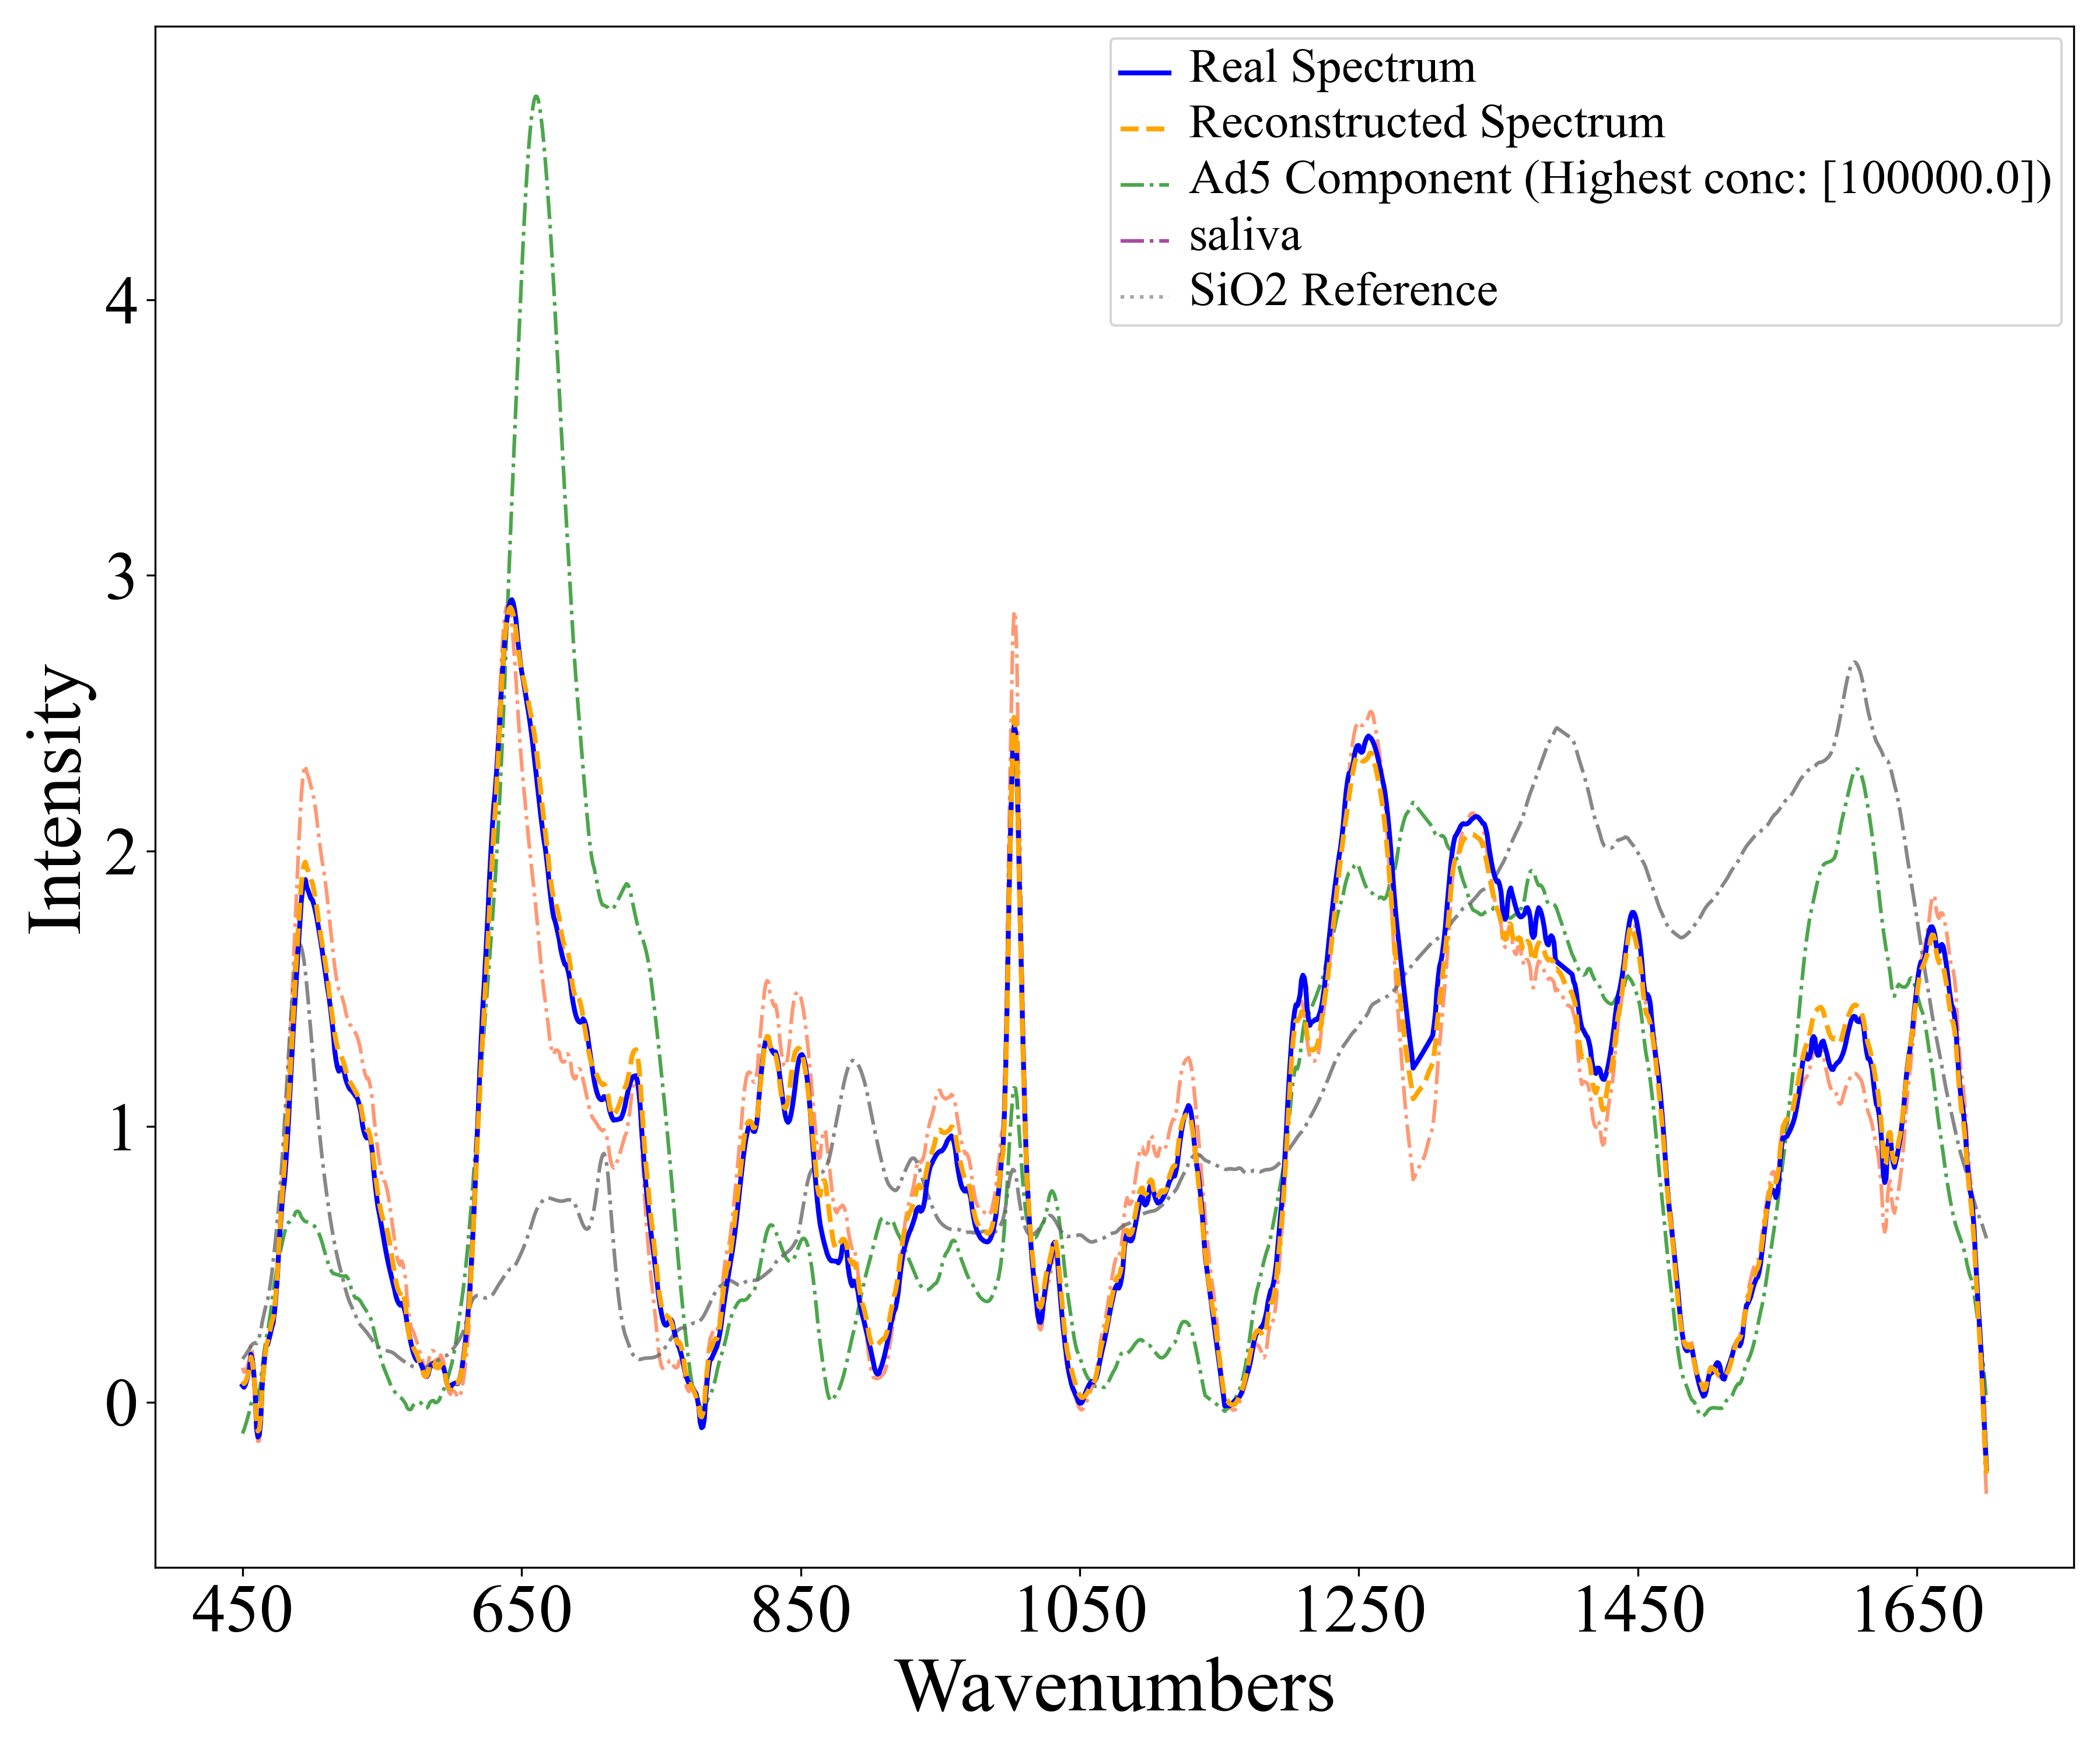 Real Spectrum
Reconstructed Spectrum
Ad5 Component (Highest conc: [100000.0])
saliva
SiO2 Reference
Intensity
4
3
2
1
0
450 650 850 1050 1250 1450 1650
Wavenumbers